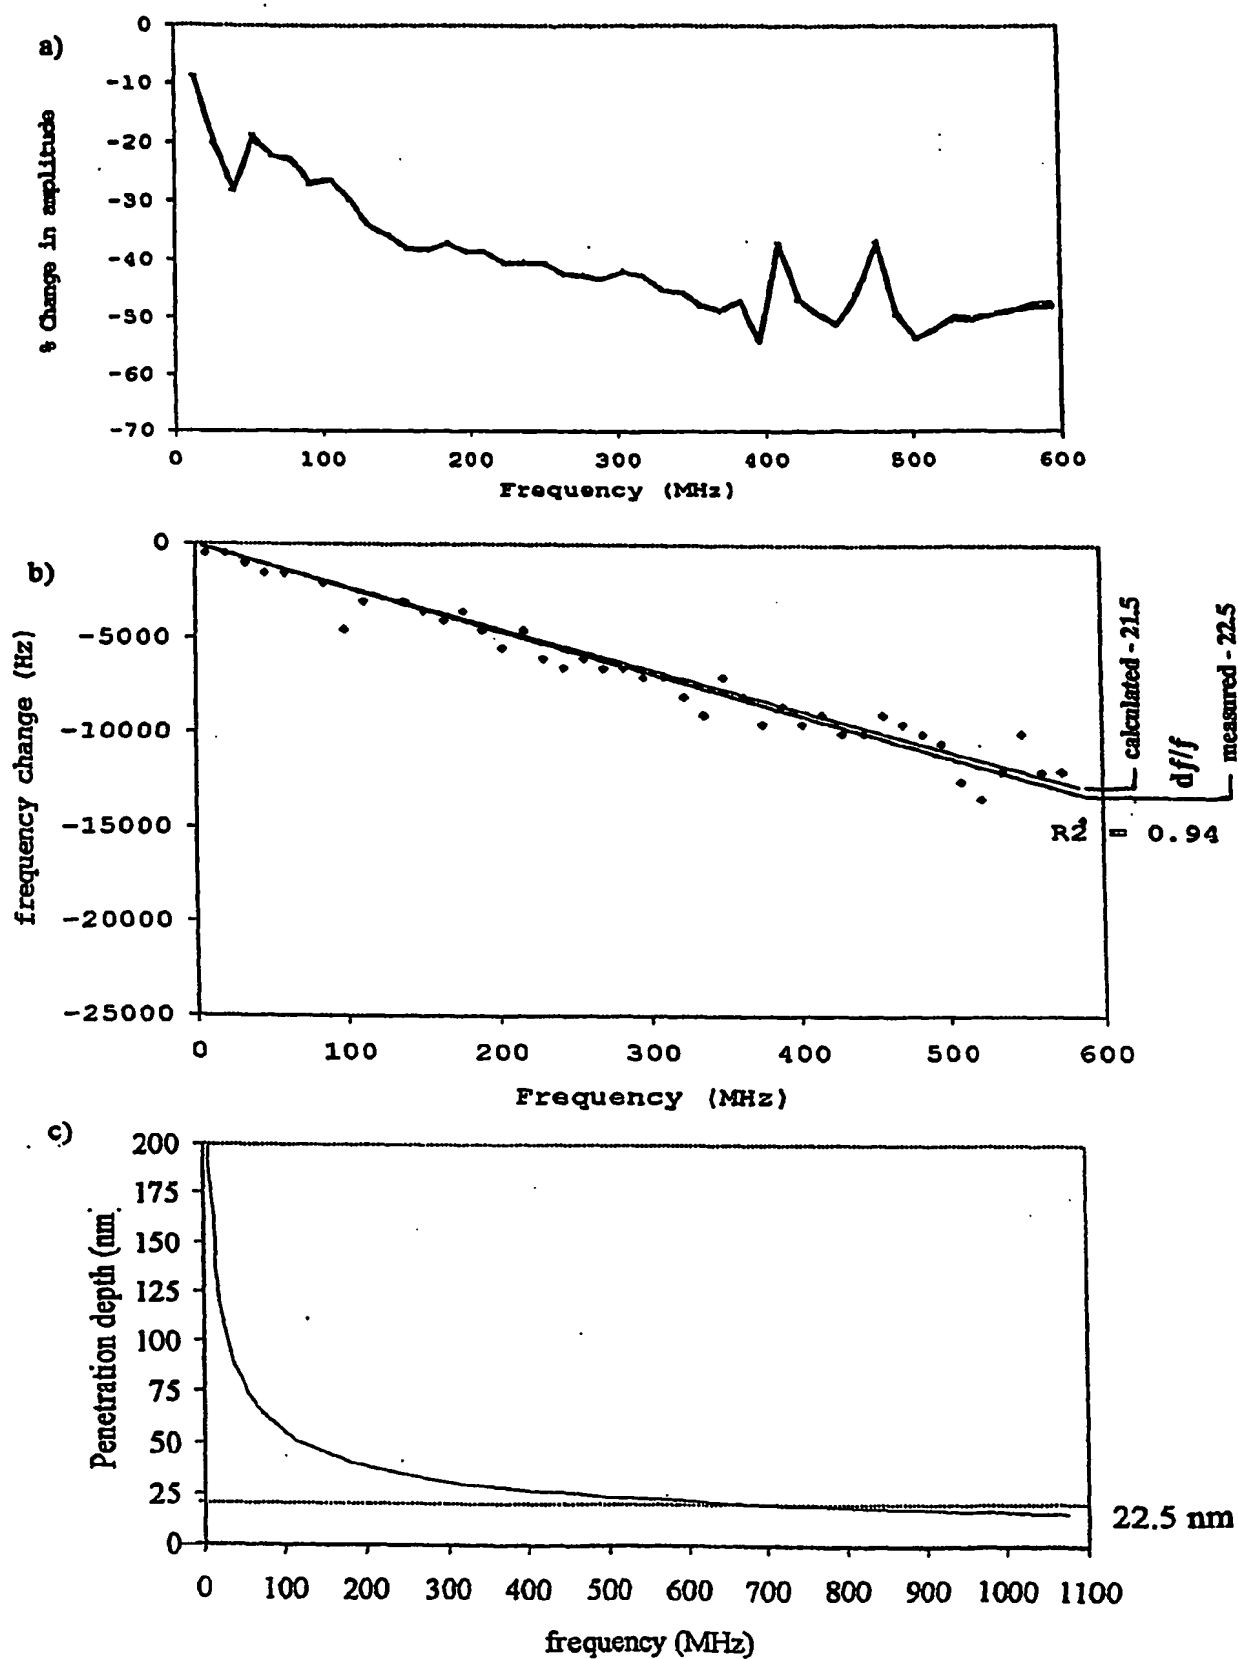 a)
% Change in amplitude
0
-10
-20
-30
-40
-50
-60
-70
0 100 200 300 400 500 600
Frequency (MHz)
b)
frequency change (Hz)
0
-5000
-10000
-15000
-20000
-25000
calculated - 21.5
df/f
measured - 22.5
R2 = 0.94
0 100 200 300 400 500 600
Frequency (MHz)
c)
Penetration depth (nm)
200
175
150
125
100
75
50
25
0
22.5 nm
0 100 200 300 400 500 600 700 800 900 1000 1100
frequency (MHz)